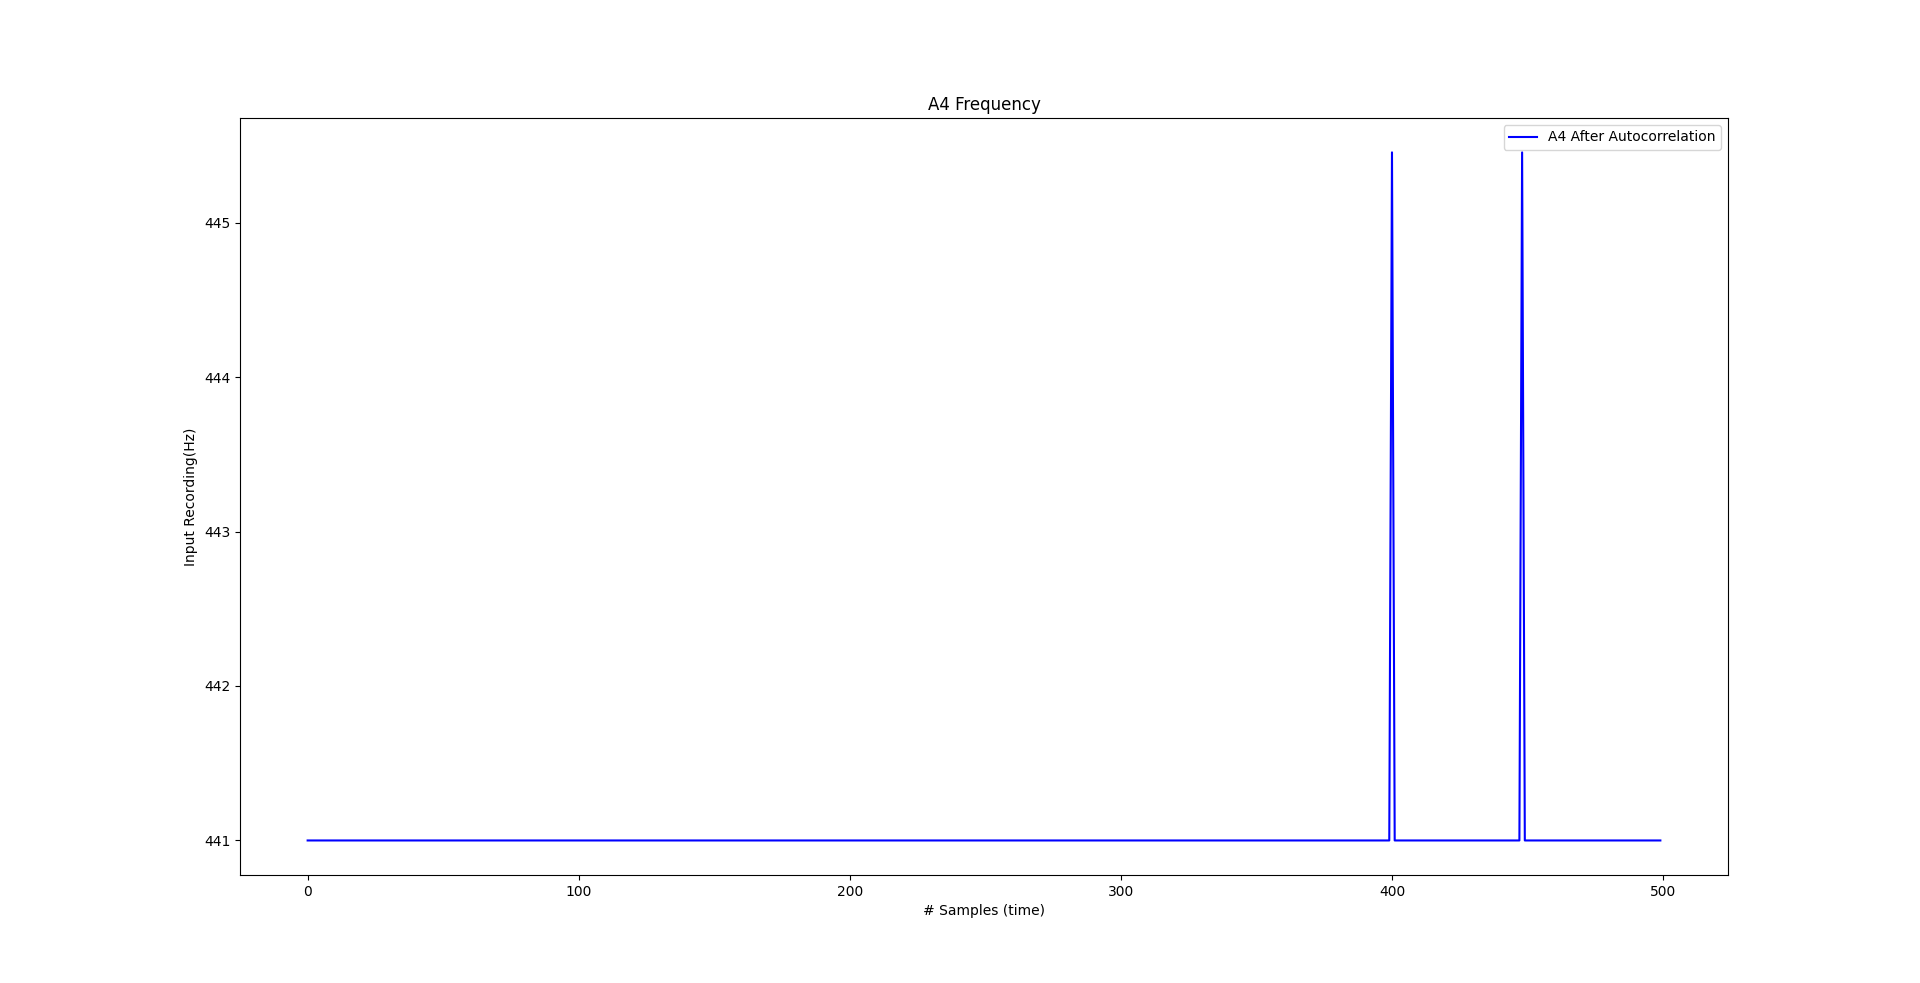 A4 Frequency
A4 After Autocorrelation
445
444
443
442
441
Input Recording(Hz)
0 100 200 300 400 500
# Samples (time)